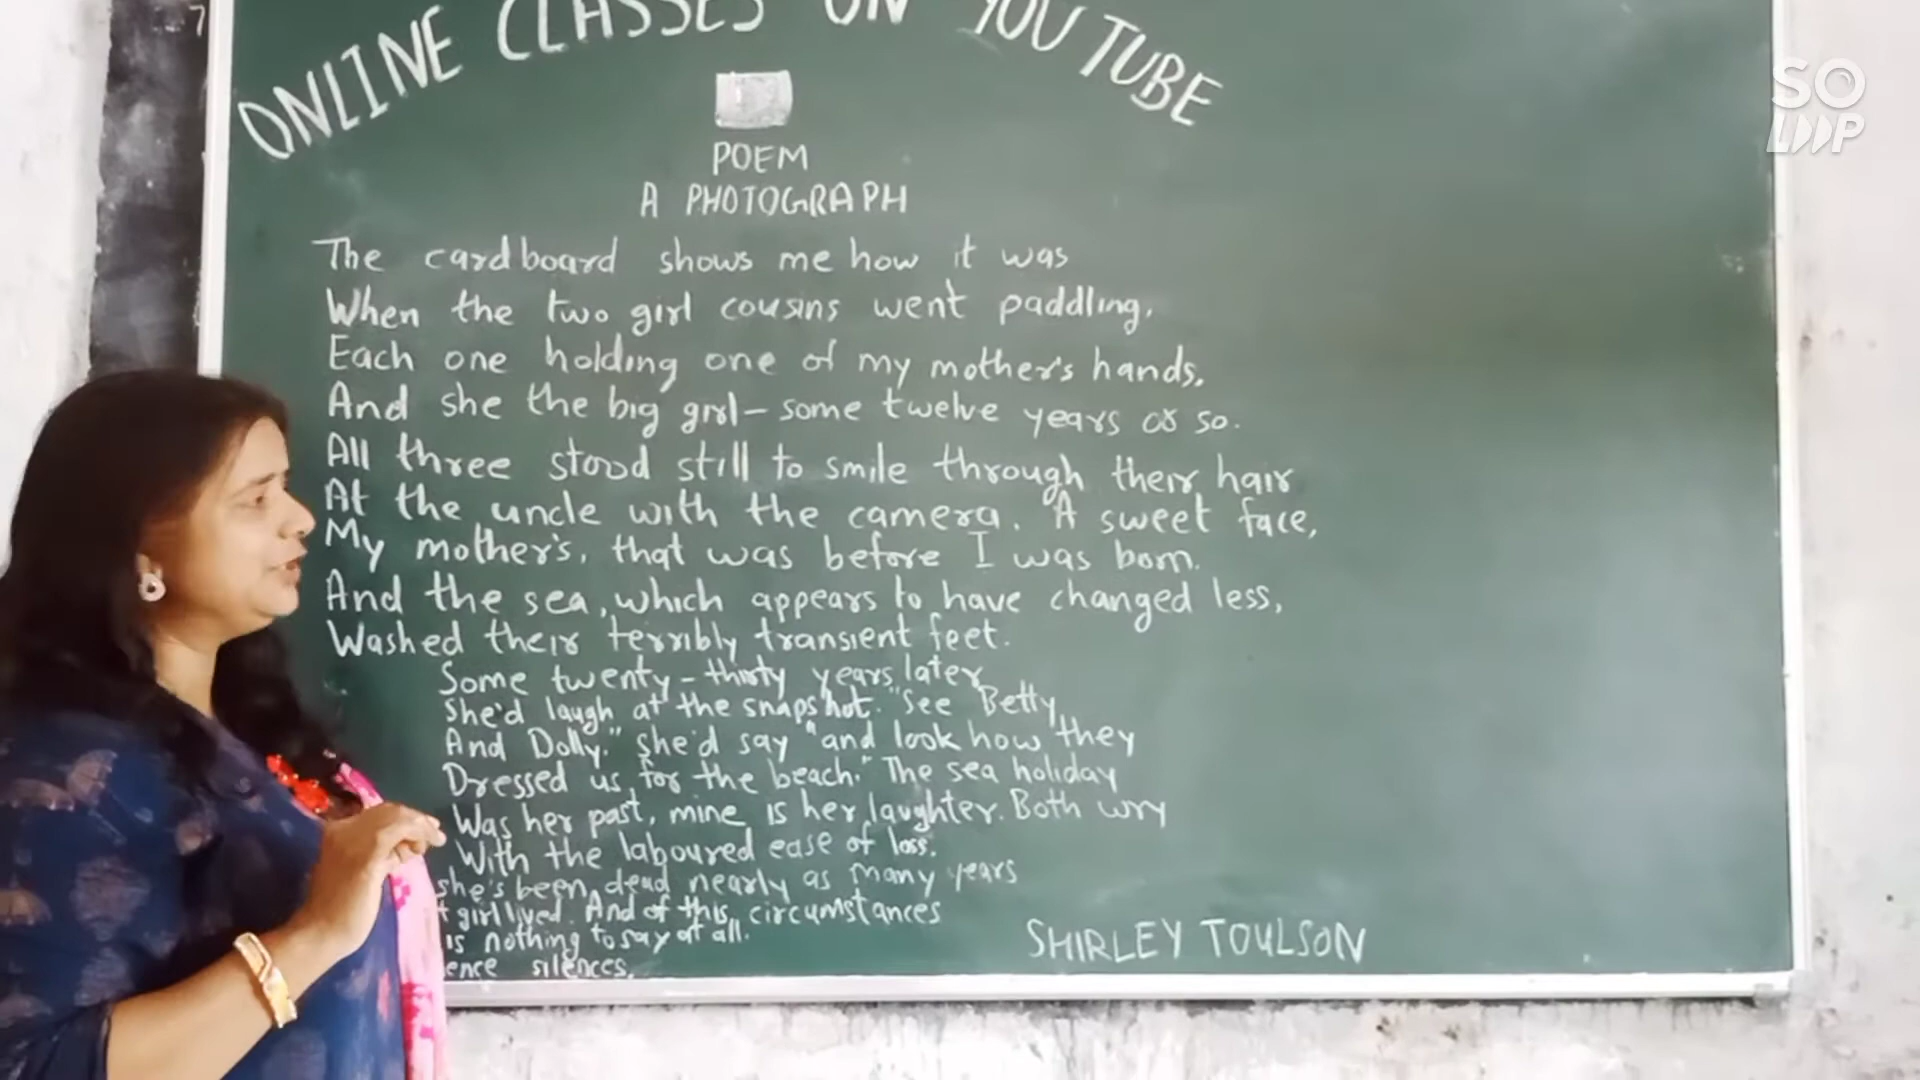 ONLINE CLASSES ON YOU TUBE
SO
LOOP
POEM
A PHOTOGRAPH
The cardboard shows me how it was
When the two girl cousins went paddling,
Each one holding one of my mother's hands,
And she the big girl - some twelve years or so.
All three stood still to smile through their hair
At the uncle with the camera. A sweet face,
My mother's, that was before I was born.
And the sea, which appears to have changed less,
Washed their terribly transient feet.
Some twenty - thirty years later
She'd laugh at the snapshot. "See Betty
And Dolly." She'd say "and look how they
Dressed us for the beach." The sea holiday
Was her past, mine is her laughter. Both wry
With the laboured ease of loss.
she's been dead nearly as many years
girl lived. And of this circumstances
is nothing to say at all.
silences.
SHIRLEY TOULSON